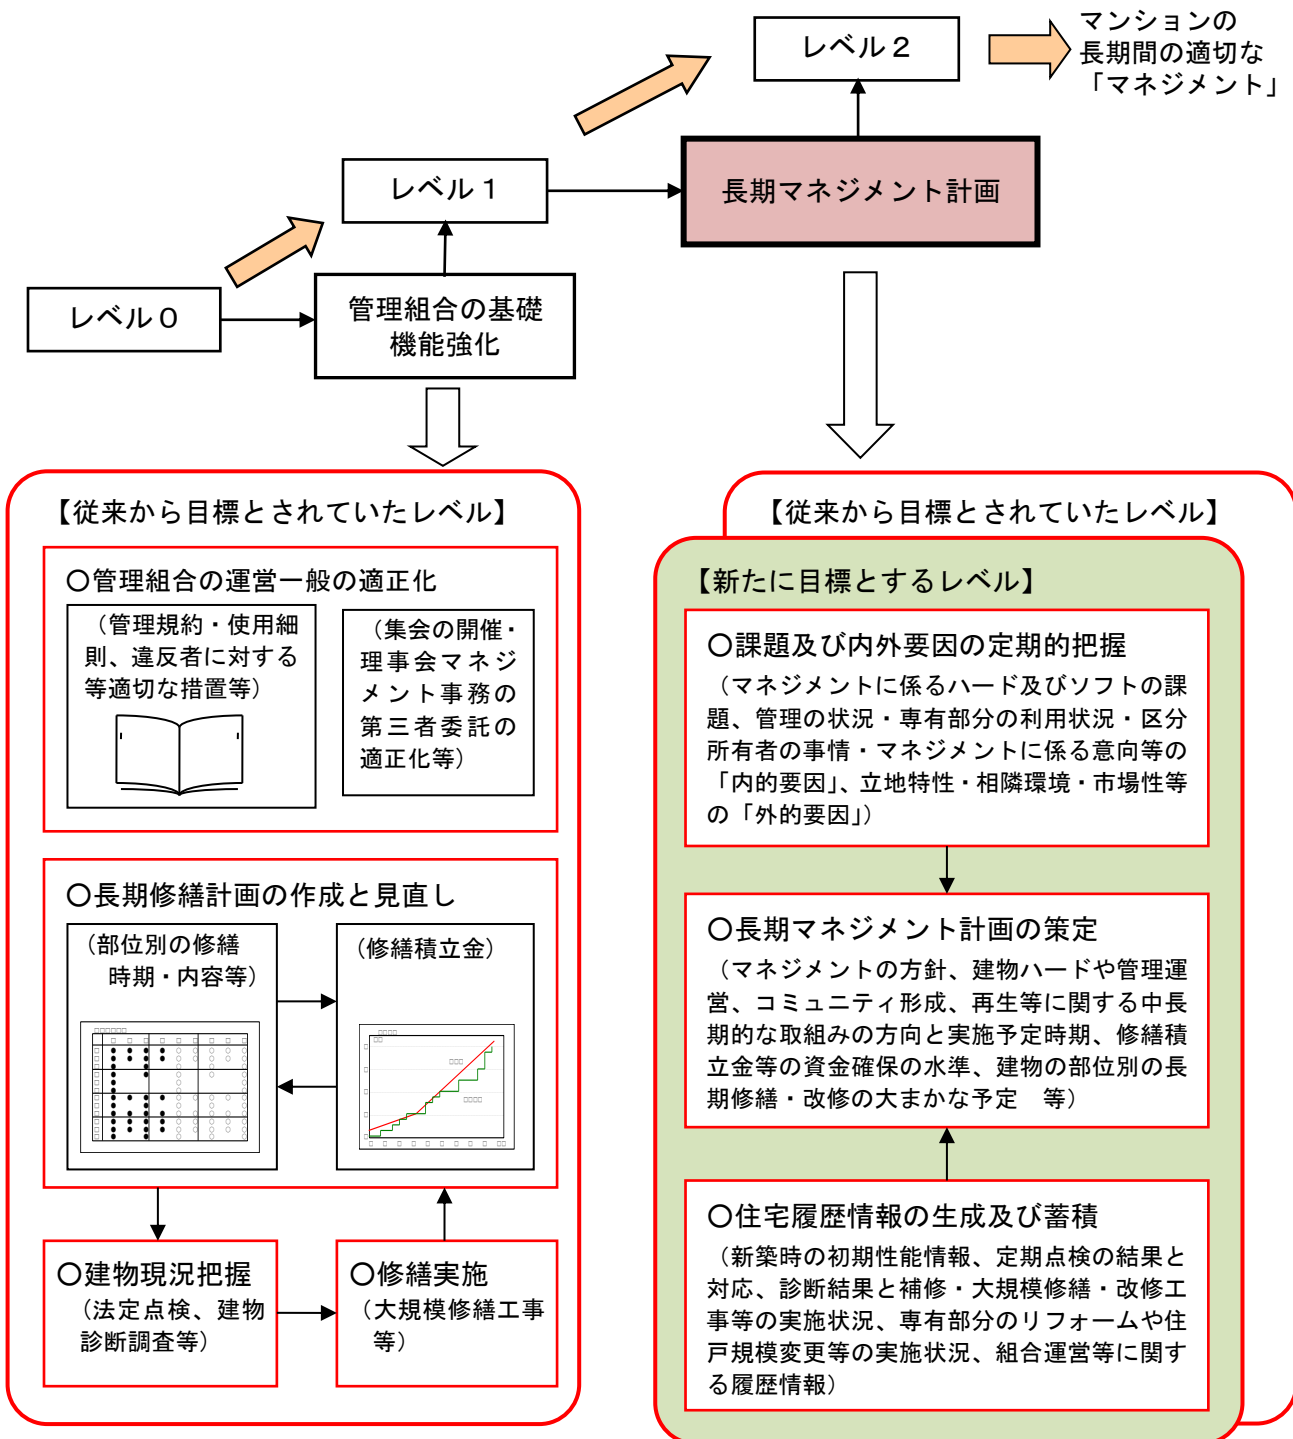 マンションの
長期間の適切な
「マネジメント」
レベル２
レベル１
長期マネジメント計画
レベル０
管理組合の基礎
機能強化
【従来から目標とされていたレベル】
〇管理組合の運営一般の適正化
（管理規約・使用細
則、違反者に対する
等適切な措置等）
（集会の開催・
理事会マネジ
メント事務の
第三者委託の
適正化等）
〇長期修繕計画の作成と見直し
（部位別の修繕
時期・内容等）
（修繕積立金）
〇建物現況把握
（法定点検、建物
診断調査等）
〇修繕実施
（大規模修繕工事
等）
【従来から目標とされていたレベル】
【新たに目標とするレベル】
〇課題及び内外要因の定期的把握
（マネジメントに係るハード及びソフトの課
題、管理の状況・専有部分の利用状況・区分
所有者の事情・マネジメントに係る意向等の
「内的要因」、立地特性・相隣環境・市場性等
の「外的要因」）
〇長期マネジメント計画の策定
（マネジメントの方針、建物ハードや管理運
営、コミュニティ形成、再生等に関する中長
期的な取組みの方向と実施予定時期、修繕積
立金等の資金確保の水準、建物の部位別の長
期修繕・改修の大まかな予定　等）
〇住宅履歴情報の生成及び蓄積
（新築時の初期性能情報、定期点検の結果と
対応、診断結果と補修・大規模修繕・改修工
事等の実施状況、専有部分のリフォームや住
戸規模変更等の実施状況、組合運営等に関す
る履歴情報）